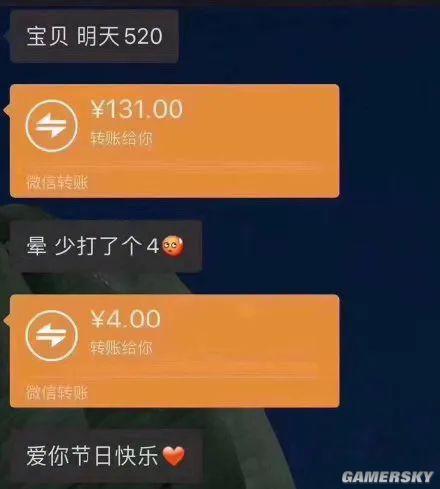 宝贝 明天520
¥131.00
转账给你
微信转账
晕 少打了个4🥺
¥4.00
转账给你
微信转账
爱你节日快乐❤️
GAMERSKY